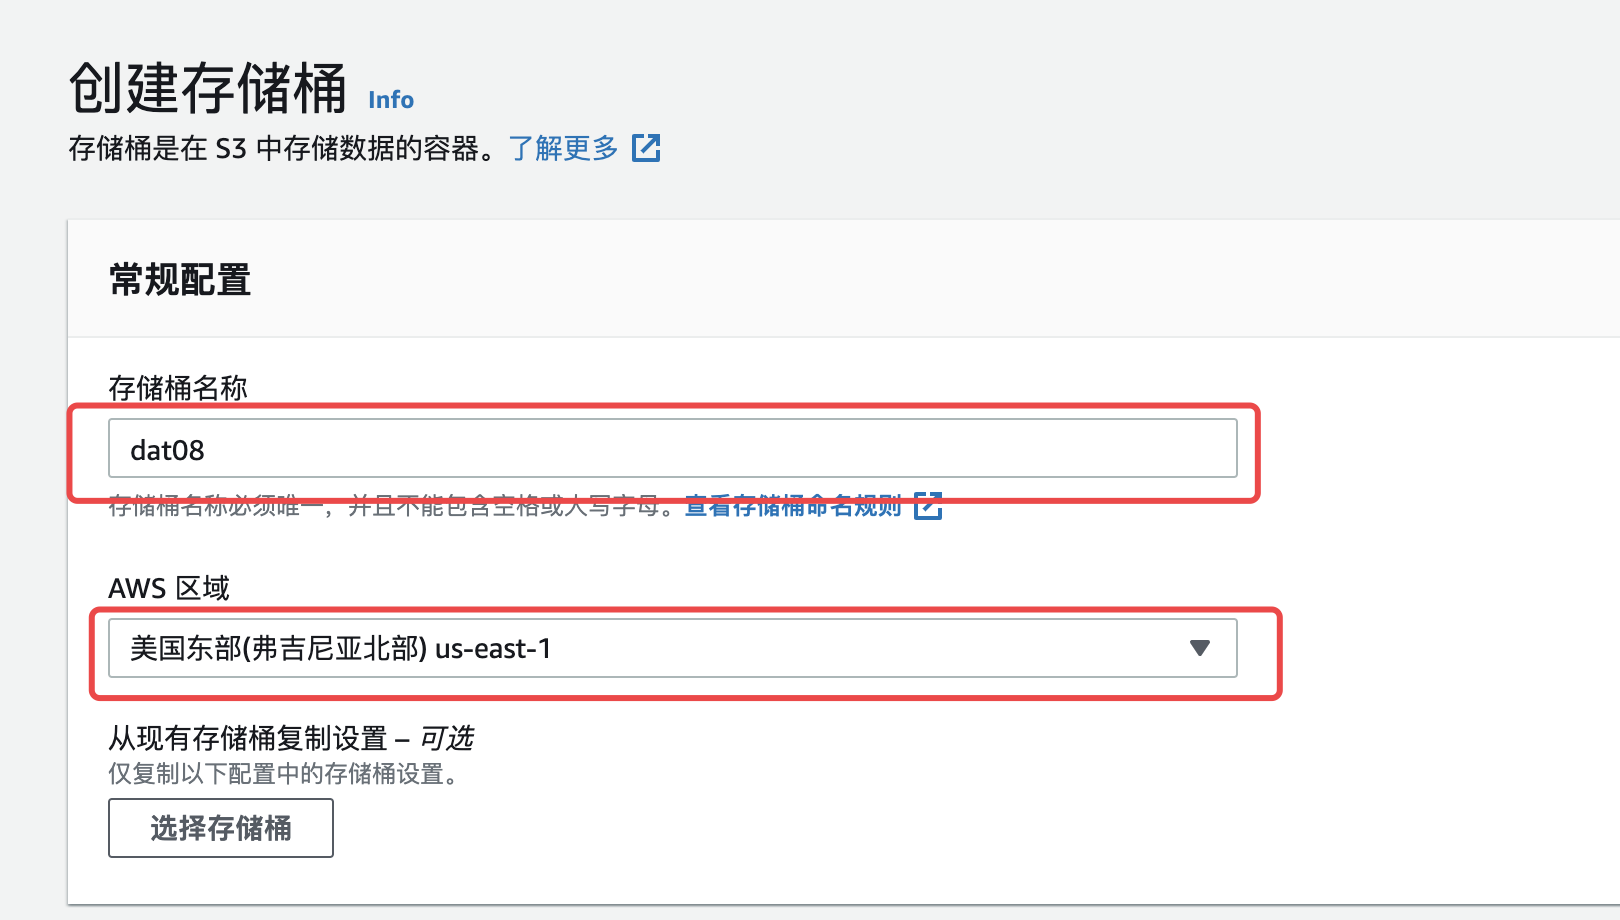 创建存储桶 Info
存储桶是在 S3 中存储数据的容器。了解更多
常规配置
存储桶名称
dat08
存储桶名称必须唯一，并且不能包含空格或大写字母。查看存储桶命名规则
AWS 区域
美国东部(弗吉尼亚北部) us-east-1
从现有存储桶复制设置 – 可选
仅复制以下配置中的存储桶设置。
选择存储桶